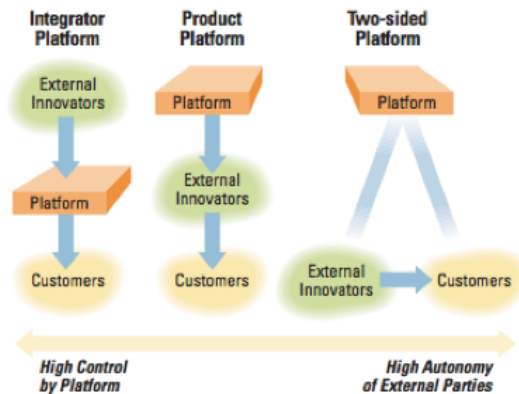 Integrator
Platform
Product
Platform
Two-sided
Platform
External
Innovators
Platform
Customers
Platform
External
Innovators
Customers
Platform
External
Innovators
Customers
High Control
by Platform
High Autonomy
of External Parties